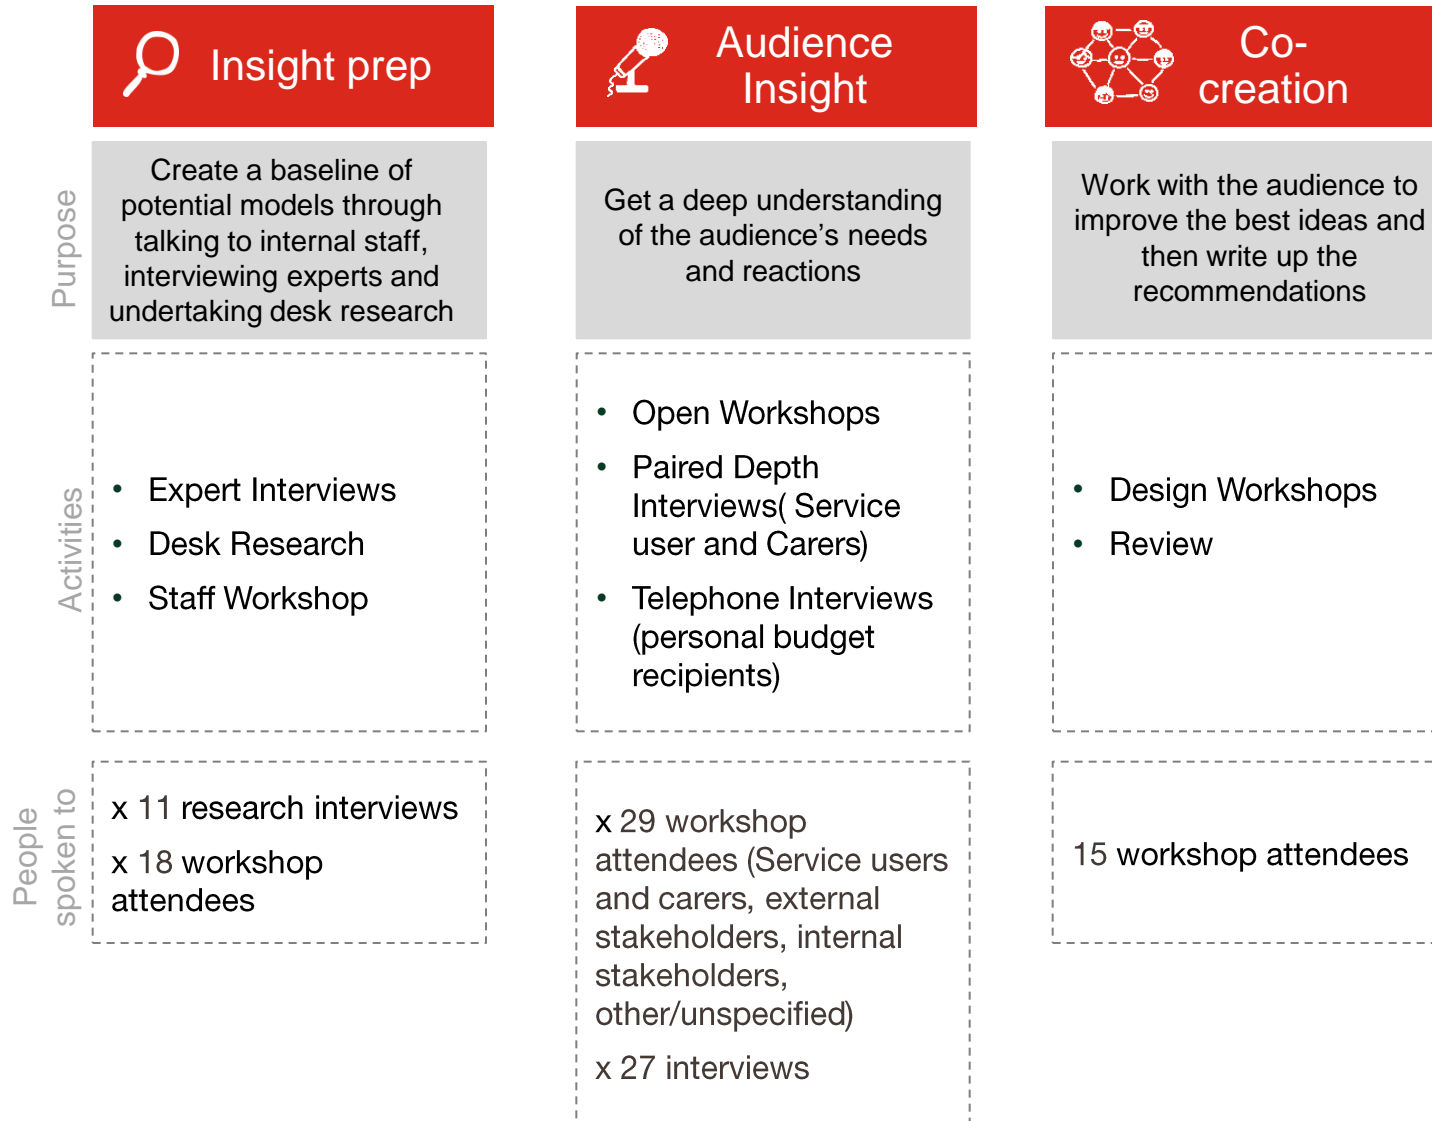 Insight prep
Audience
Insight
Co-
creation
Purpose
Create a baseline of
potential models through
talking to internal staff,
interviewing experts and
undertaking desk research
Get a deep understanding
of the audience’s needs
and reactions
Work with the audience to
improve the best ideas and
then write up the
recommendations
Activities
• Expert Interviews
• Desk Research
• Staff Workshop
• Open Workshops
• Paired Depth
Interviews( Service
user and Carers)
• Telephone Interviews
(personal budget
recipients)
• Design Workshops
• Review
People
spoken to
x 11 research interviews
x 18 workshop
attendees
x 29 workshop
attendees (Service users
and carers, external
stakeholders, internal
stakeholders,
other/unspecified)
x 27 interviews
15 workshop attendees